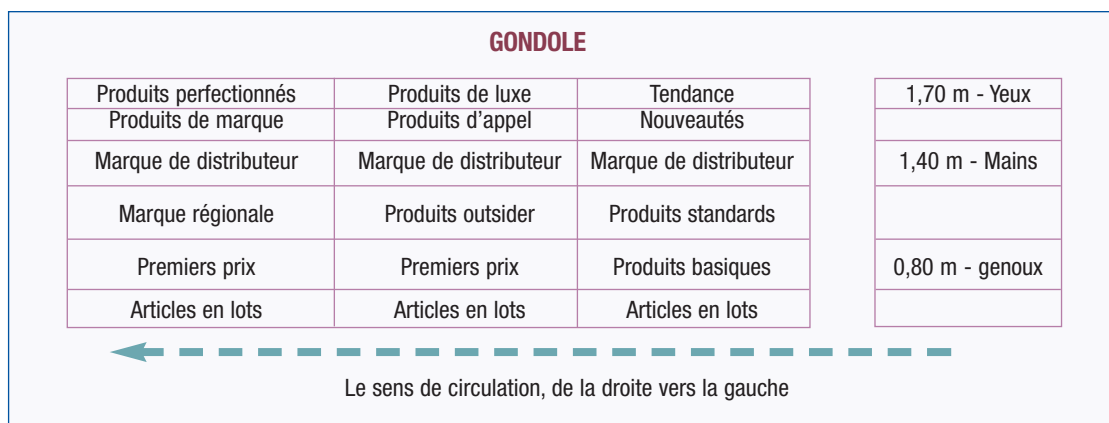 GONDOLE
Produits perfectionnés Produits de luxe Tendance 1,70 m - Yeux
Produits de marque Produits d’appel Nouveautés
Marque de distributeur Marque de distributeur Marque de distributeur 1,40 m - Mains
Marque régionale Produits outsider Produits standards
Premiers prix Premiers prix Produits basiques 0,80 m - genoux
Articles en lots Articles en lots Articles en lots
Le sens de circulation, de la droite vers la gauche